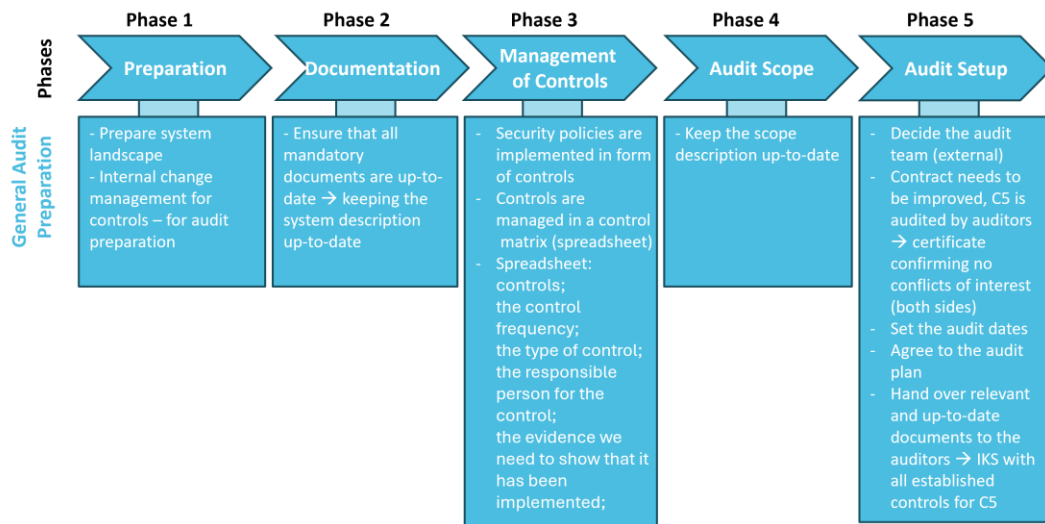 Phase 1
Phase 2
Phase 3
Phase 4
Phase 5
Phases
Preparation
Documentation
Management
of Controls
Audit Scope
Audit Setup
General Audit
Preparation
- Prepare system
landscape
- Internal change
management for
controls – for audit
preparation
- Ensure that all
mandatory
documents are up-to-
date → keeping the
system description
up-to-date
- Security policies are
implemented in form
of controls
- Controls are
managed in a control
matrix (spreadsheet)
- Spreadsheet:
controls;
the control
frequency;
the type of control;
the responsible
person for the
control;
the evidence we
need to show that it
has been
implemented;
- Keep the scope
description up-to-date
- Decide the audit
team (external)
- Contract needs to
be improved, C5 is
audited by auditors
→ certificate
confirming no
conflicts of interest
(both sides)
- Set the audit dates
- Agree to the audit
plan
- Hand over relevant
and up-to-date
documents to the
auditors → IKS with
all established
controls for C5